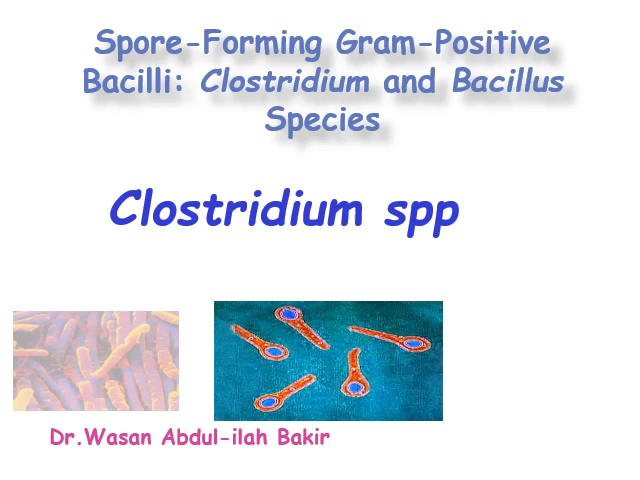 Spore-Forming Gram-Positive
Bacilli: Clostridium and Bacillus
Species
Clostridium spp
Dr.Wasan Abdul-ilah Bakir